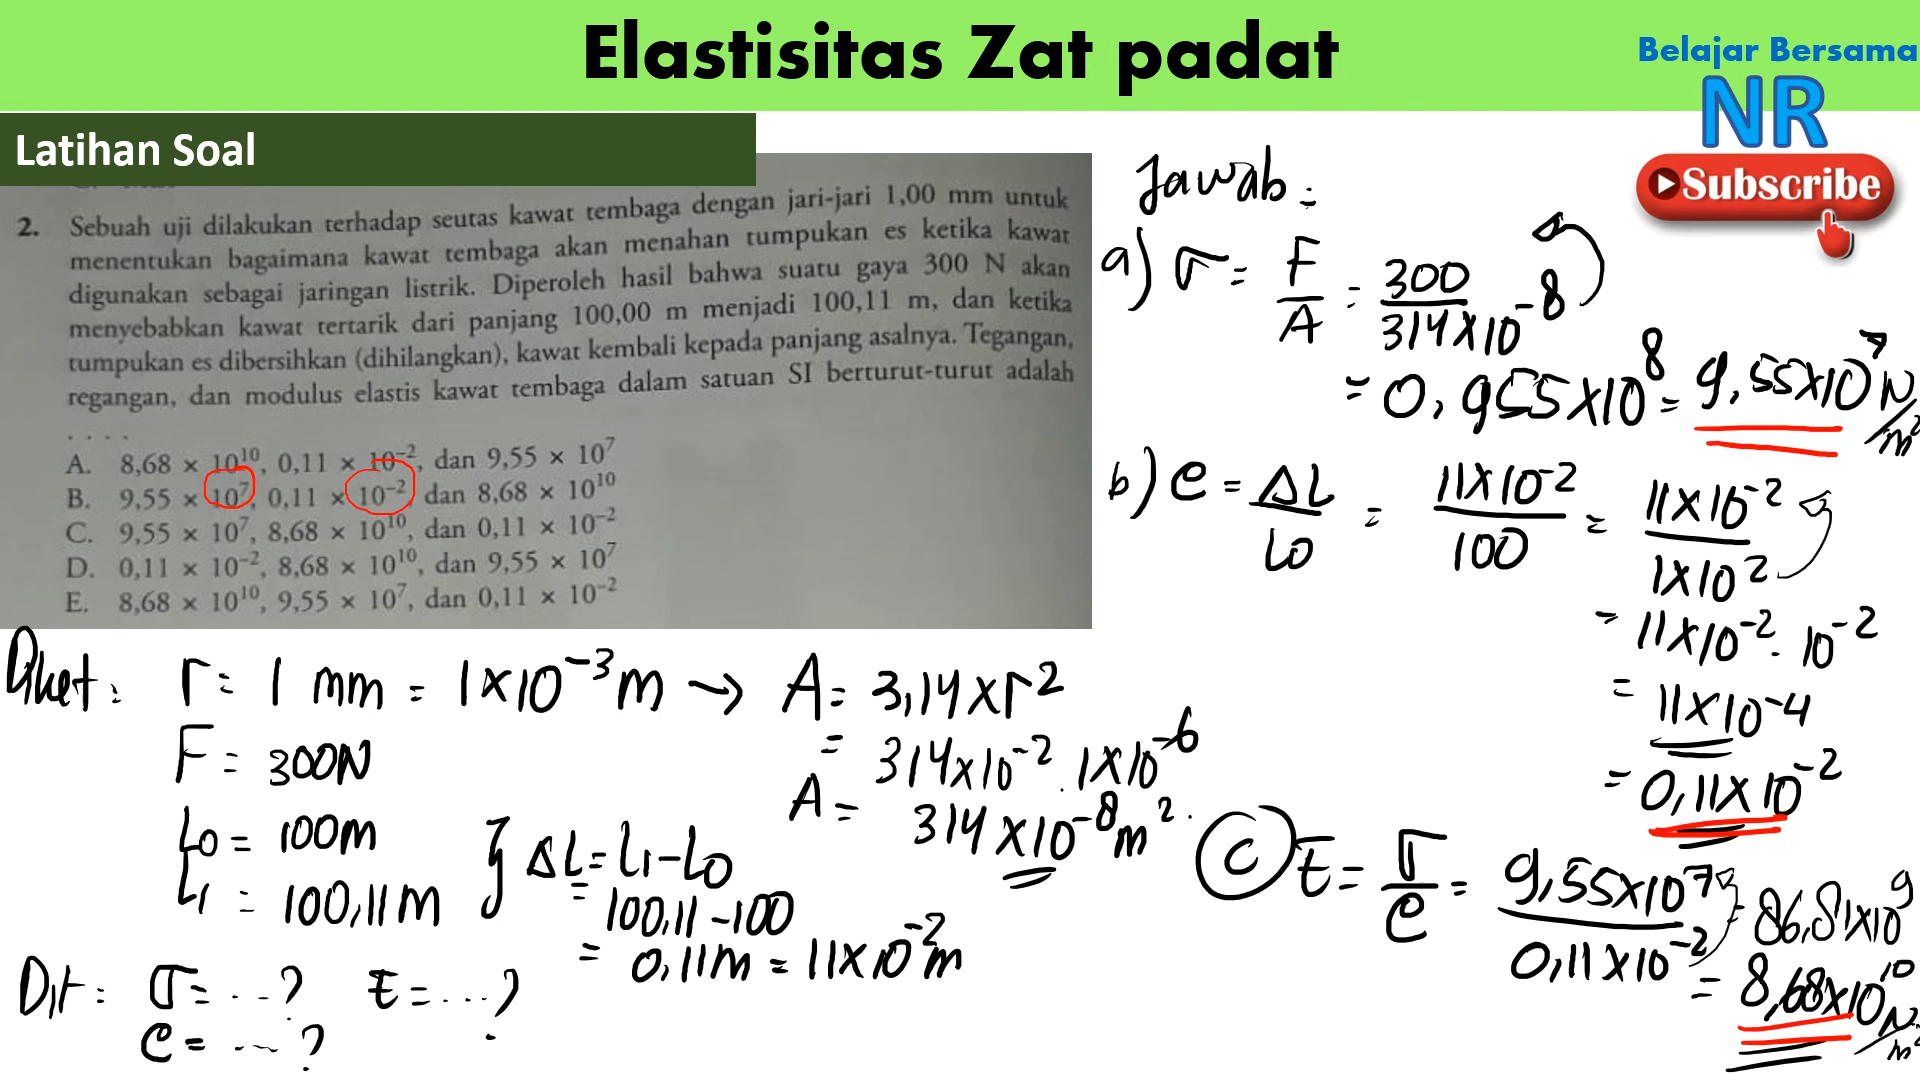 Elastisitas Zat padat
Belajar Bersama
NR
Subscribe
Latihan Soal
2. Sebuah uji dilakukan terhadap seutas kawat tembaga dengan jari-jari 1,00 mm untuk
menentukan bagaimana kawat tembaga akan menahan tumpukan es ketika kawat
digunakan sebagai jaringan listrik. Diperoleh hasil bahwa suatu gaya 300 N akan
menyebabkan kawat tertarik dari panjang 100,00 m menjadi 100,11 m, dan ketika
tumpukan es dibersihkan (dihilangkan), kawat kembali kepada panjang asalnya. Tegangan,
regangan, dan modulus elastis kawat tembaga dalam satuan SI berturut-turut adalah
. . . .
A. 8,68 × 10¹⁰, 0,11 × 10⁻², dan 9,55 × 10⁷
B. 9,55 × 10⁷, 0,11 × 10⁻², dan 8,68 × 10¹⁰
C. 9,55 × 10⁷, 8,68 × 10¹⁰, dan 0,11 × 10⁻²
D. 0,11 × 10⁻², 8,68 × 10¹⁰, dan 9,55 × 10⁷
E. 8,68 × 10¹⁰, 9,55 × 10⁷, dan 0,11 × 10⁻²
Diket: r = 1 mm = 1×10⁻³ m → A = 3,14 × r²
= 314×10⁻² . 1×10⁻⁶
A = 314 × 10⁻⁸ m².
F = 300N
L₀ = 100m
L₁ = 100,11 m
} ΔL = L₁ - L₀
= 100,11 - 100
= 0,11m = 11×10⁻² m
Dit: σ = ...? E = ...?
e = ...?
Jawab:
a) σ = F/A = 300/314×10⁻⁸
= 0,955×10⁸ = 9,55×10⁷ N/m²
b) e = ΔL/L₀ = 11×10⁻²/100 = 11×10⁻²/1×10²
= 11×10⁻² . 10⁻²
= 11×10⁻⁴
= 0,11×10⁻²
C E = σ/e = 9,55×10⁷/0,11×10⁻² = 86,81×10⁹
= 8,68×10¹⁰ N/m²